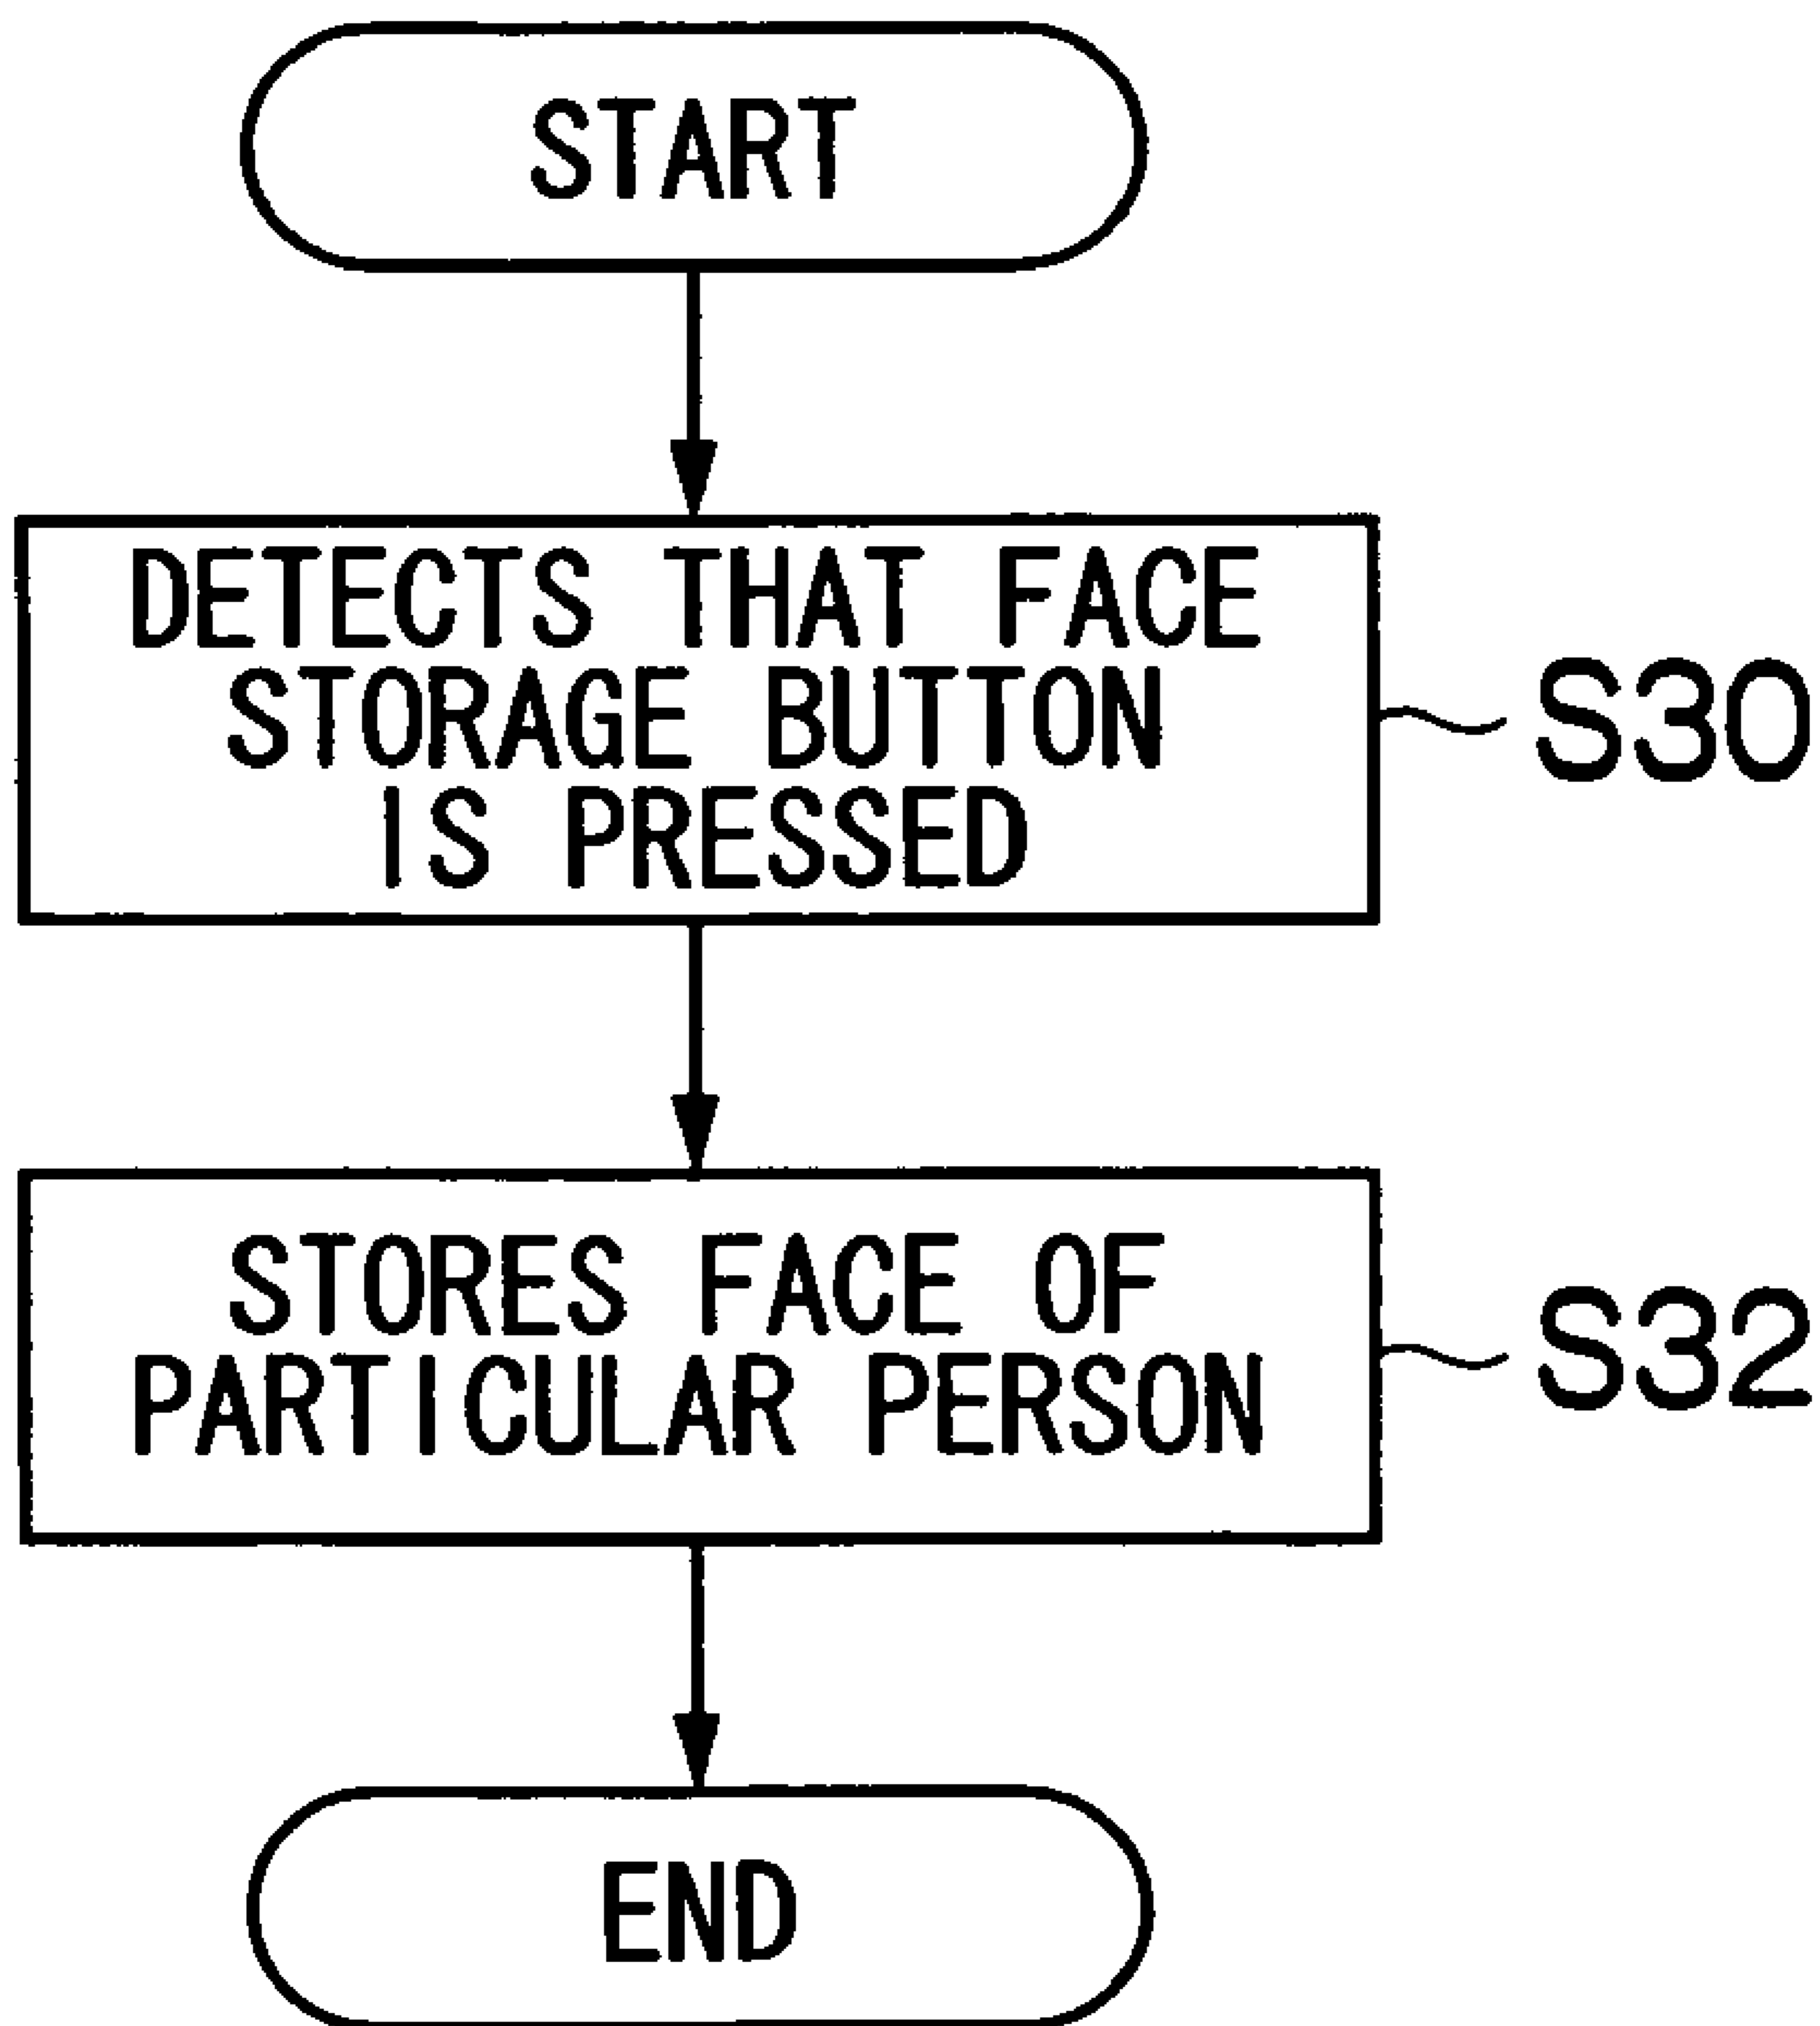 START
DETECTS THAT FACE
STORAGE BUTTON
IS PRESSED
S30
STORES FACE OF
PARTICULAR PERSON
S32
END